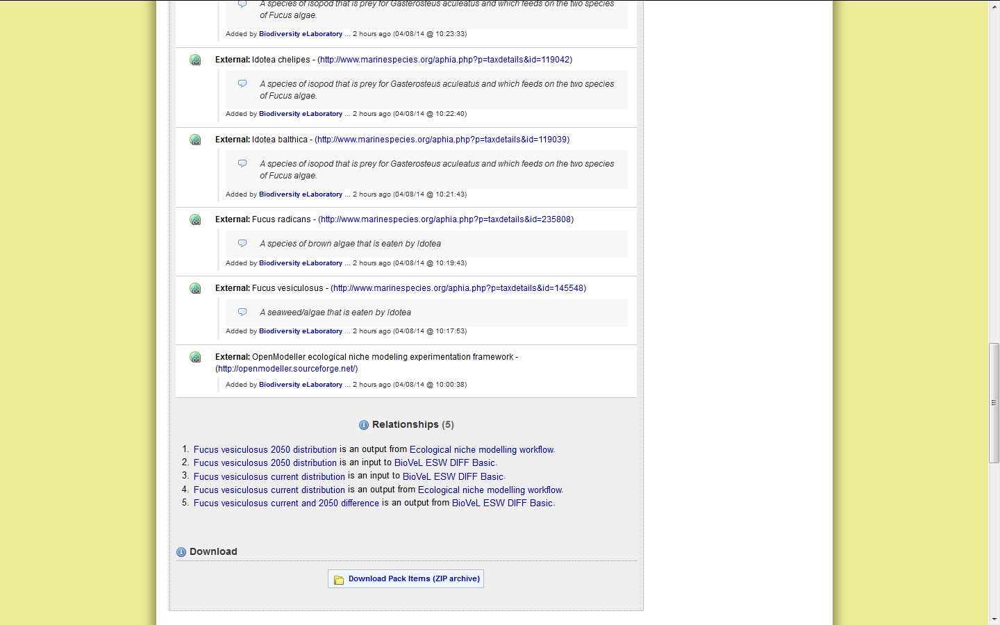 A species of isopod that is prey for Gasterosteus aculeatus and which feeds on the two species
of Fucus algae.
Added by Biodiversity eLaboratory ... 2 hours ago (04/08/14 @ 10:23:33)
External: Idotea chelipes - (http://www.marinespecies.org/aphia.php?p=taxdetails&id=119042)
A species of isopod that is prey for Gasterosteus aculeatus and which feeds on the two species
of Fucus algae.
Added by Biodiversity eLaboratory ... 2 hours ago (04/08/14 @ 10:22:40)
External: Idotea balthica - (http://www.marinespecies.org/aphia.php?p=taxdetails&id=119039)
A species of isopod that is prey for Gasterosteus aculeatus and which feeds on the two species
of Fucus algae.
Added by Biodiversity eLaboratory ... 2 hours ago (04/08/14 @ 10:21:43)
External: Fucus radicans - (http://www.marinespecies.org/aphia.php?p=taxdetails&id=235808)
A species of brown algae that is eaten by Idotea
Added by Biodiversity eLaboratory ... 2 hours ago (04/08/14 @ 10:19:43)
External: Fucus vesiculosus - (http://www.marinespecies.org/aphia.php?p=taxdetails&id=145548)
A seaweed/algae that is eaten by Idotea
Added by Biodiversity eLaboratory ... 2 hours ago (04/08/14 @ 10:17:53)
External: OpenModeller ecological niche modeling experimentation framework -
(http://openmodeller.sourceforge.net/)
Added by Biodiversity eLaboratory ... 2 hours ago (04/08/14 @ 10:00:38)
Relationships (5)
1. Fucus vesiculosus 2050 distribution is an output from Ecological niche modelling workflow.
2. Fucus vesiculosus 2050 distribution is an input to BioVeL ESW DIFF Basic.
3. Fucus vesiculosus current distribution is an input to BioVeL ESW DIFF Basic.
4. Fucus vesiculosus current distribution is an output from Ecological niche modelling workflow.
5. Fucus vesiculosus current and 2050 difference is an output from BioVeL ESW DIFF Basic.
Download
Download Pack Items (ZIP archive)